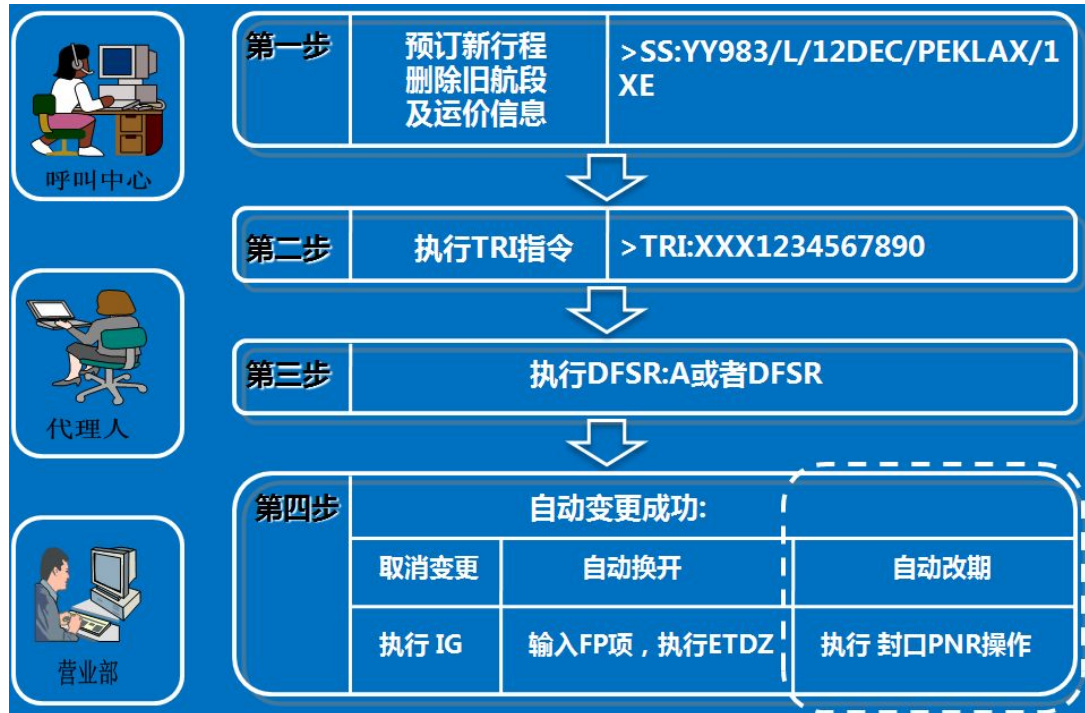 呼叫中心
代理人
营业部
第一步
预订新行程
删除旧航段
及运价信息
>SS:YY983/L/12DEC/PEKLAX/1
XE
第二步
执行TRI指令
>TRI:XXX1234567890
第三步
执行DFSR:A或者DFSR
第四步
自动变更成功:
取消变更
自动换开
自动改期
执行 IG
输入FP项，执行ETDZ
执行 封口PNR操作